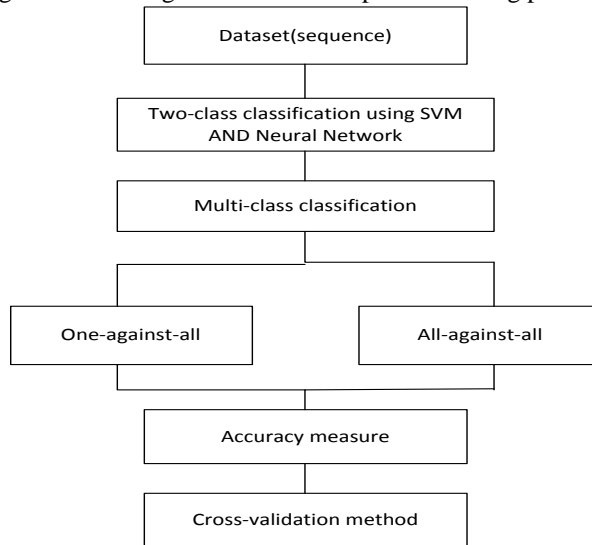 Dataset(sequence)
Two-class classification using SVM
AND Neural Network
Multi-class classification
One-against-all
All-against-all
Accuracy measure
Cross-validation method